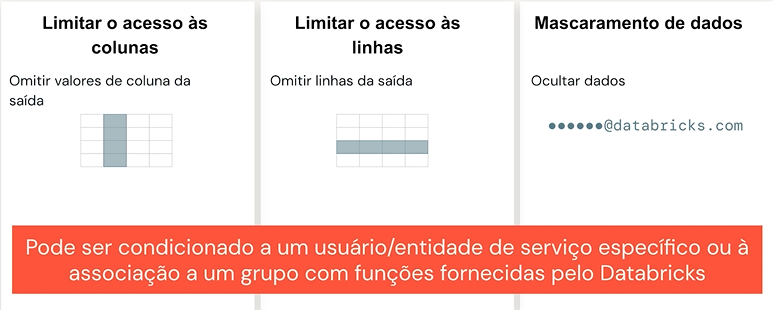 Limitar o acesso às
colunas
Omitir valores de coluna da
saída
Limitar o acesso às
linhas
Omitir linhas da saída
Mascaramento de dados
Ocultar dados
●●●●●●@databricks.com
Pode ser condicionado a um usuário/entidade de serviço específico ou à
associação a um grupo com funções fornecidas pelo Databricks